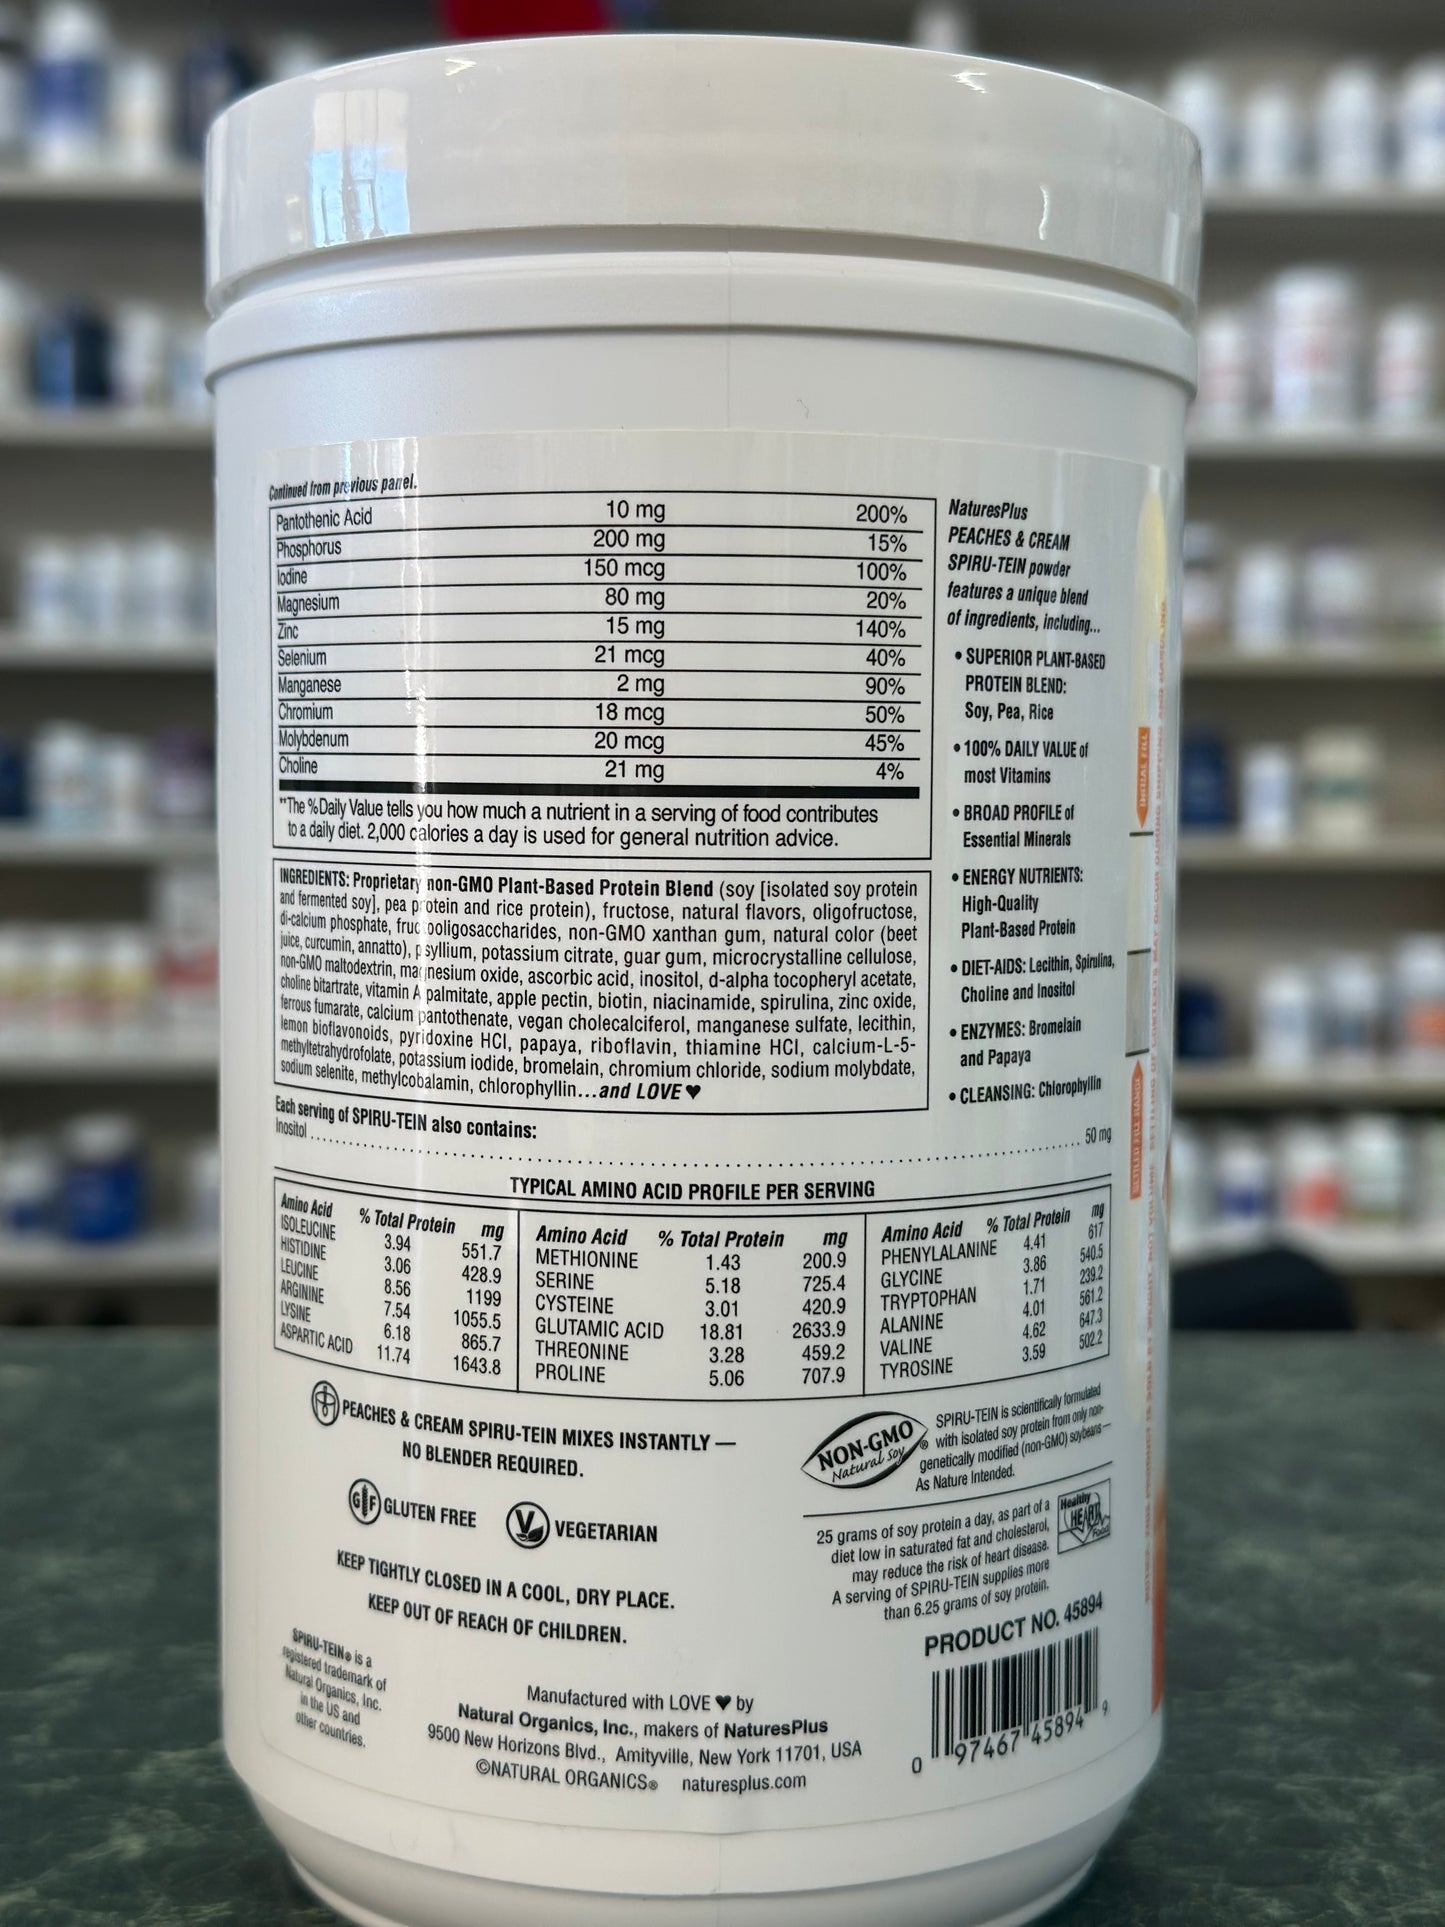 Continued from previous panel.
Pantothenic Acid 10 mg 200%
Phosphorus 200 mg 15%
Iodine 150 mcg 100%
Magnesium 80 mg 20%
Zinc 15 mg 140%
Selenium 21 mcg 40%
Manganese 2 mg 90%
Chromium 18 mcg 50%
Molybdenum 20 mcg 45%
Choline 21 mg 4%
**The % Daily Value tells you how much a nutrient in a serving of food contributes
to a daily diet. 2,000 calories a day is used for general nutrition advice.
INGREDIENTS: Proprietary non-GMO Plant-Based Protein Blend (soy [isolated soy protein
and fermented soy], pea protein and rice protein), fructose, natural flavors, oligofructose,
di-calcium phosphate, fructooligosaccharides, non-GMO xanthan gum, natural color (beet
juice, curcumin, annatto), psyllium, potassium citrate, guar gum, microcrystalline cellulose,
non-GMO maltodextrin, magnesium oxide, ascorbic acid, inositol, d-alpha tocopheryl acetate,
choline bitartrate, vitamin A palmitate, apple pectin, biotin, niacinamide, spirulina, zinc oxide,
ferrous fumarate, calcium pantothenate, vegan cholecalciferol, manganese sulfate, lecithin,
lemon bioflavonoids, pyridoxine HCl, papaya, riboflavin, thiamine HCl, calcium-L-5-
methyltetrahydrofolate, potassium iodide, bromelain, chromium chloride, sodium molybdate,
sodium selenite, methylcobalamin, chlorophyllin...and LOVE ♥
NaturesPlus
PEACHES & CREAM
SPIRU-TEIN powder
features a unique blend
of ingredients, including...
• SUPERIOR PLANT-BASED
PROTEIN BLEND:
Soy, Pea, Rice
• 100% DAILY VALUE of
most Vitamins
• BROAD PROFILE of
Essential Minerals
• ENERGY NUTRIENTS:
High-Quality
Plant-Based Protein
• DIET-AIDS: Lecithin, Spirulina,
Choline and Inositol
• ENZYMES: Bromelain
and Papaya
• CLEANSING: Chlorophyllin
INITIAL FILL
SETTLED FILL RANGE
Each serving of SPIRU-TEIN also contains:
Inositol ........ 50 mg
TYPICAL AMINO ACID PROFILE PER SERVING
Amino Acid % Total Protein mg
ISOLEUCINE 3.94 551.7
HISTIDINE 3.06 428.9
LEUCINE 8.56 1199
ARGININE 7.54 1055.5
LYSINE 6.18 865.7
ASPARTIC ACID 11.74 1643.8
Amino Acid % Total Protein mg
METHIONINE 1.43 200.9
SERINE 5.18 725.4
CYSTEINE 3.01 420.9
GLUTAMIC ACID 18.81 2633.9
THREONINE 3.28 459.2
PROLINE 5.06 707.9
Amino Acid % Total Protein mg
PHENYLALANINE 4.41 617
GLYCINE 3.86 540.5
TRYPTOPHAN 1.71 239.2
ALANINE 4.01 561.2
VALINE 4.62 647.3
TYROSINE 3.59 502.2
PEACHES & CREAM SPIRU-TEIN MIXES INSTANTLY —
NO BLENDER REQUIRED.
GF GLUTEN FREE
V VEGETARIAN
KEEP TIGHTLY CLOSED IN A COOL, DRY PLACE.
KEEP OUT OF REACH OF CHILDREN.
NON-GMO
Natural Soy ®
SPIRU-TEIN is scientifically formulated
with isolated soy protein from only non-
genetically modified (non-GMO) soybeans—
As Nature Intended.
25 grams of soy protein a day, as part of a
diet low in saturated fat and cholesterol,
may reduce the risk of heart disease.
A serving of SPIRU-TEIN supplies more
than 6.25 grams of soy protein.
Healthy
HEART
Food
PRODUCT NO. 45894
0 97467 45894 9
SPIRU-TEIN® is a
registered trademark of
Natural Organics, Inc.
in the US and
other countries.
Manufactured with LOVE ♥ by
Natural Organics, Inc., makers of NaturesPlus
9500 New Horizons Blvd., Amityville, New York 11701, USA
©NATURAL ORGANICS® naturesplus.com